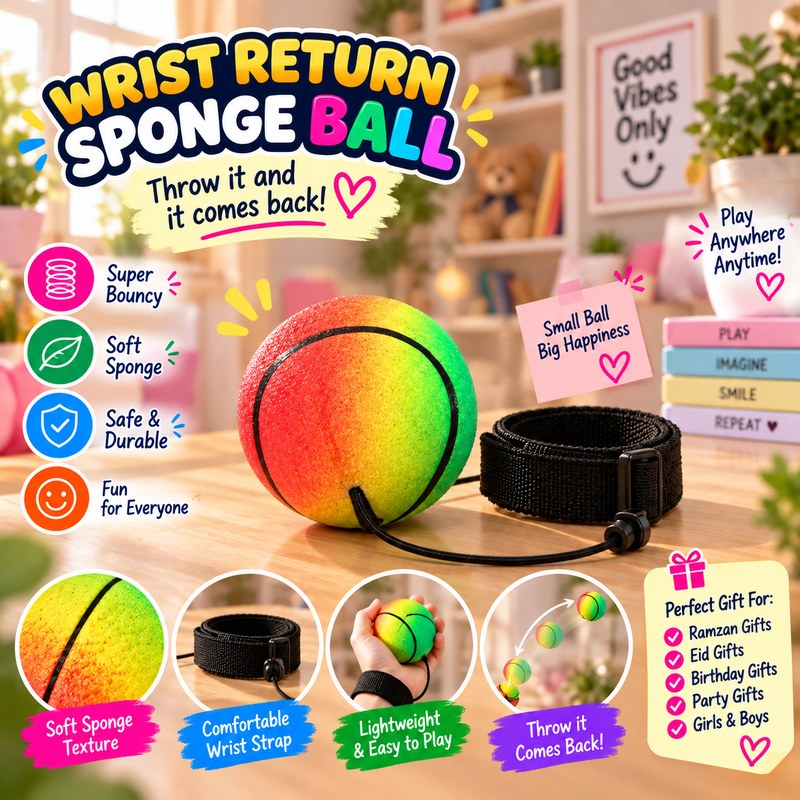 WRIST RETURN
SPONGE BALL
Throw it and
it comes back!
Good
Vibes
Only
Play
Anywhere
Anytime!
Super
Bouncy
Soft
Sponge
Safe &
Durable
Fun
for Everyone
Small Ball
Big Happiness
PLAY
IMAGINE
SMILE
REPEAT ♥
Soft Sponge
Texture
Comfortable
Wrist Strap
Lightweight
& Easy to Play
Throw it
Comes Back!
Perfect Gift For:
Ramzan Gifts
Eid Gifts
Birthday Gifts
Party Gifts
Girls & Boys